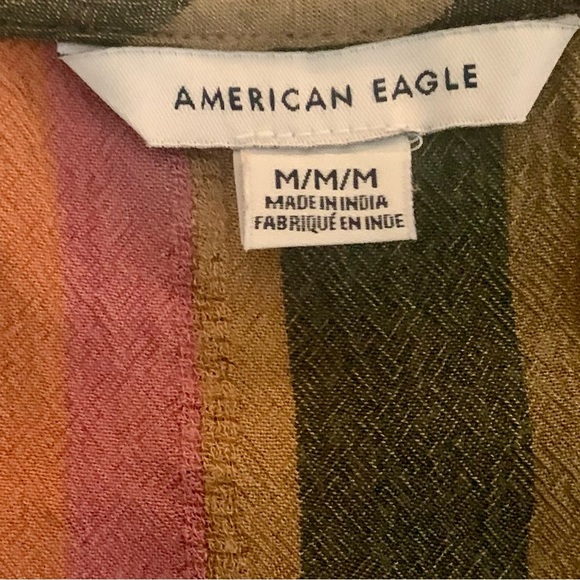 AMERICAN EAGLE
M/M/M
MADE IN INDIA
FABRIQUÉ EN INDE